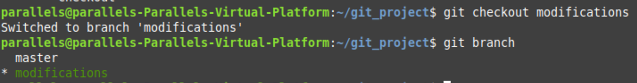 parallels@parallels-Parallels-Virtual-Platform:~/git_project$ git checkout modifications
Switched to branch 'modifications'
parallels@parallels-Parallels-Virtual-Platform:~/git_project$ git branch
  master
* modifications